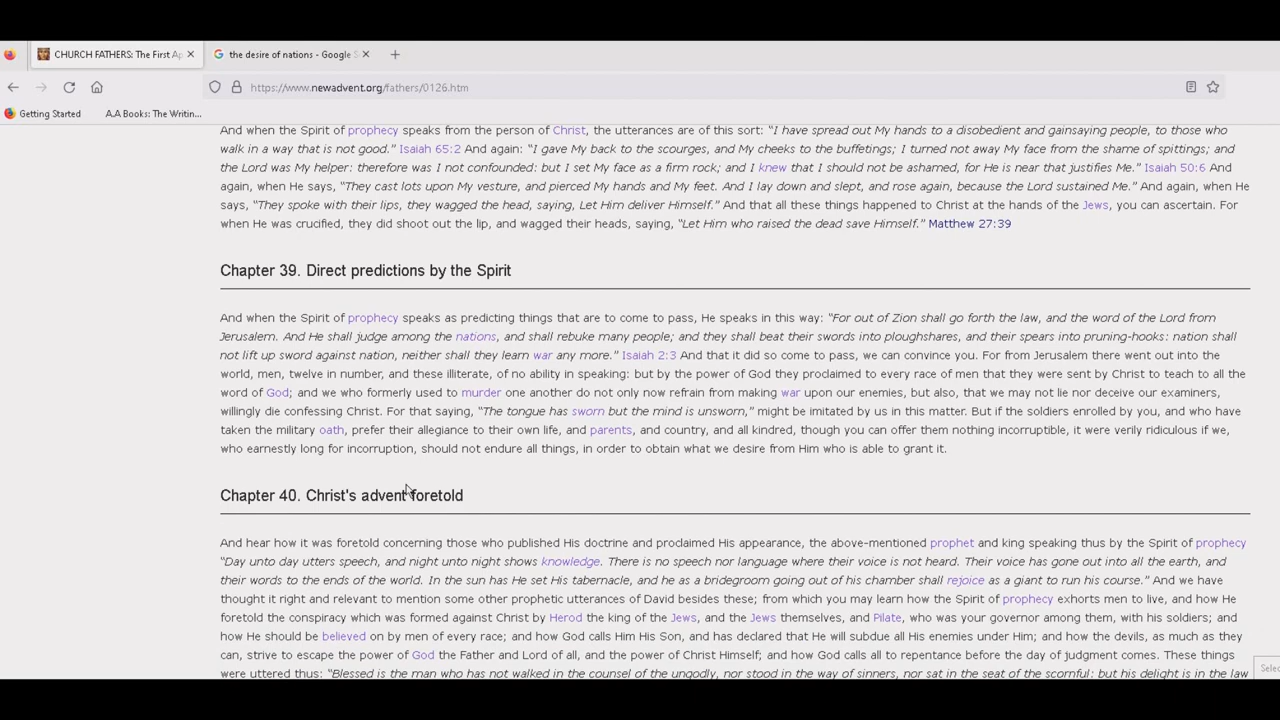 CHURCH FATHERS: The First Ap
the desire of nations - Google S
https://www.newadvent.org/fathers/0126.htm
Getting Started
A,A Books: The Writin...
And when the Spirit of prophecy speaks from the person of Christ, the utterances are of this sort: “I have spread out My hands to a disobedient and gainsaying people, to those who
walk in a way that is not good.” Isaiah 65:2 And again: “I gave My back to the scourges, and My cheeks to the buffetings; I turned not away My face from the shame of spittings; and
the Lord was My helper: therefore was I not confounded: but I set My face as a firm rock; and I knew that I should not be ashamed, for He is near that justifies Me.” Isaiah 50:6 And
again, when He says, “They cast lots upon My vesture, and pierced My hands and My feet. And I lay down and slept, and rose again, because the Lord sustained Me.” And again, when He
says, “They spoke with their lips, they wagged the head, saying, Let Him deliver Himself.” And that all these things happened to Christ at the hands of the Jews, you can ascertain. For
when He was crucified, they did shoot out the lip, and wagged their heads, saying, “Let Him who raised the dead save Himself.” Matthew 27:39
Chapter 39. Direct predictions by the Spirit
And when the Spirit of prophecy speaks as predicting things that are to come to pass, He speaks in this way: “For out of Zion shall go forth the law, and the word of the Lord from
Jerusalem. And He shall judge among the nations, and shall rebuke many people; and they shall beat their swords into ploughshares, and their spears into pruning-hooks: nation shall
not lift up sword against nation, neither shall they learn war any more.” Isaiah 2:3 And that it did so come to pass, we can convince you. For from Jerusalem there went out into the
world, men, twelve in number, and these illiterate, of no ability in speaking: but by the power of God they proclaimed to every race of men that they were sent by Christ to teach to all the
word of God; and we who formerly used to murder one another do not only now refrain from making war upon our enemies, but also, that we may not lie nor deceive our examiners,
willingly die confessing Christ. For that saying, “The tongue has sworn but the mind is unsworn,” might be imitated by us in this matter. But if the soldiers enrolled by you, and who have
taken the military oath, prefer their allegiance to their own life, and parents, and country, and all kindred, though you can offer them nothing incorruptible, it were verily ridiculous if we,
who earnestly long for incorruption, should not endure all things, in order to obtain what we desire from Him who is able to grant it.
Chapter 40. Christ's advent foretold
And hear how it was foretold concerning those who published His doctrine and proclaimed His appearance, the above-mentioned prophet and king speaking thus by the Spirit of prophecy
“Day unto day utters speech, and night unto night shows knowledge. There is no speech nor language where their voice is not heard. Their voice has gone out into all the earth, and
their words to the ends of the world. In the sun has He set His tabernacle, and he as a bridegroom going out of his chamber shall rejoice as a giant to run his course.” And we have
thought it right and relevant to mention some other prophetic utterances of David besides these; from which you may learn how the Spirit of prophecy exhorts men to live, and how He
foretold the conspiracy which was formed against Christ by Herod the king of the Jews, and the Jews themselves, and Pilate, who was your governor among them, with his soldiers; and
how He should be believed on by men of every race; and how God calls Him His Son, and has declared that He will subdue all His enemies under Him; and how the devils, as much as they
can, strive to escape the power of God the Father and Lord of all, and the power of Christ Himself; and how God calls all to repentance before the day of judgment comes. These things
were uttered thus: “Blessed is the man who has not walked in the counsel of the ungodly, nor stood in the way of sinners, nor sat in the seat of the scornful: but his delight is in the law
Selec